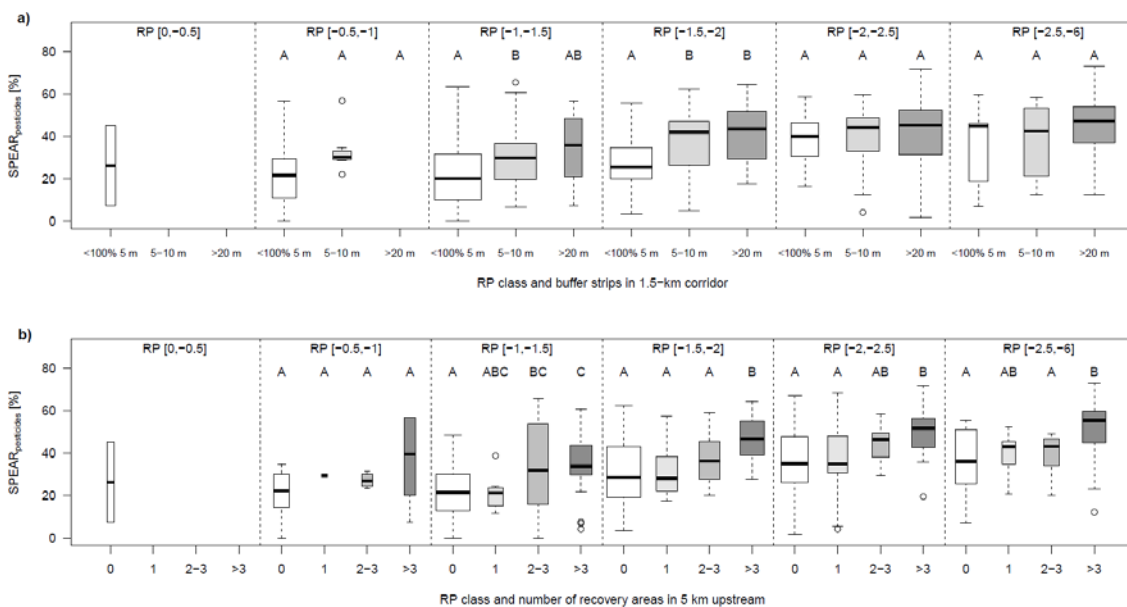 a)
RP [0,−0.5] RP [−0.5,−1] RP [−1,−1.5] RP [−1.5,−2] RP [−2,−2.5] RP [−2.5,−6]
80 A A A A B AB A B B A A A A A A
60
40
20
0
SPEARpesticides [%]
<100% 5 m 5−10 m >20 m <100% 5 m 5−10 m >20 m <100% 5 m 5−10 m >20 m <100% 5 m 5−10 m >20 m <100% 5 m 5−10 m >20 m <100% 5 m 5−10 m >20 m
RP class and buffer strips in 1.5−km corridor
b)
RP [0,−0.5] RP [−0.5,−1] RP [−1,−1.5] RP [−1.5,−2] RP [−2,−2.5] RP [−2.5,−6]
80 A A A A A ABC BC C A A A B A A AB B A AB A B
60
40
20
0
SPEARpesticides [%]
0 1 2−3 >3 0 1 2−3 >3 0 1 2−3 >3 0 1 2−3 >3 0 1 2−3 >3 0 1 2−3 >3
RP class and number of recovery areas in 5 km upstream